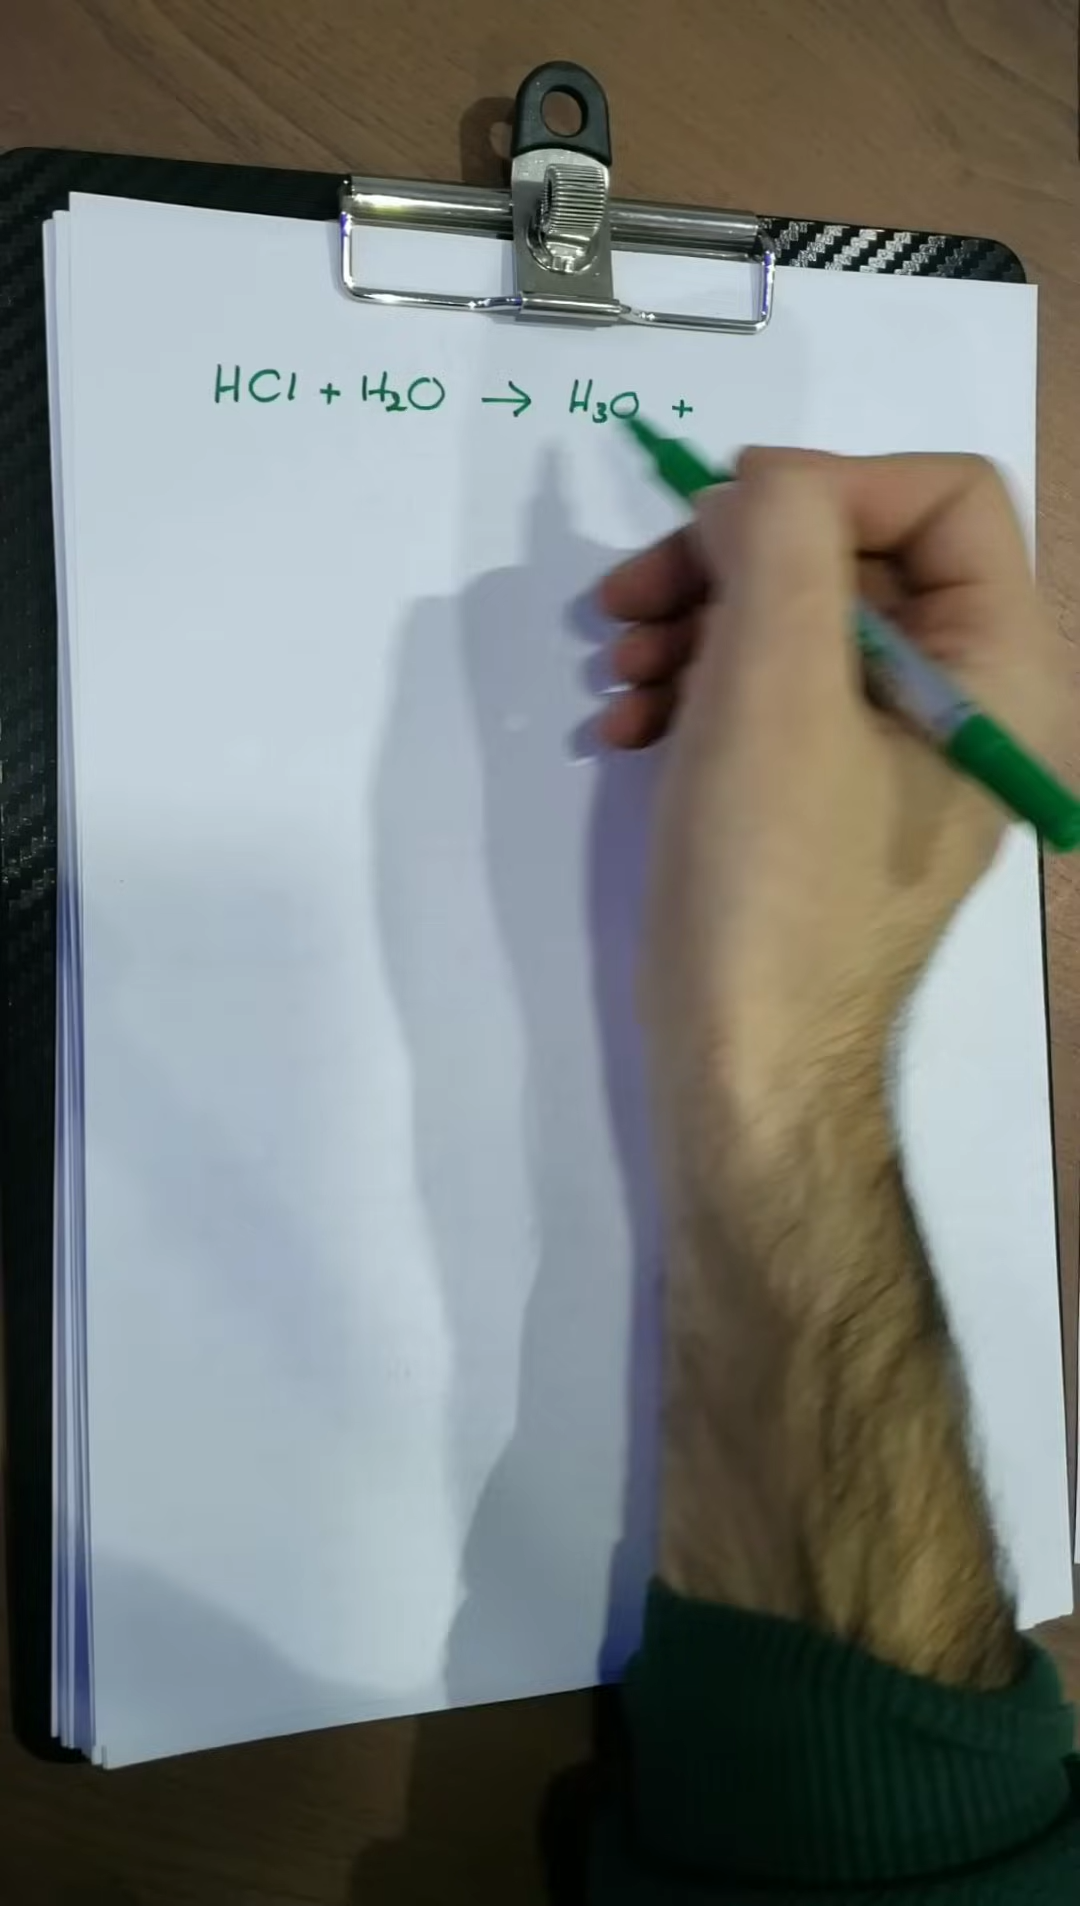 HCl + H₂O → H₃O +